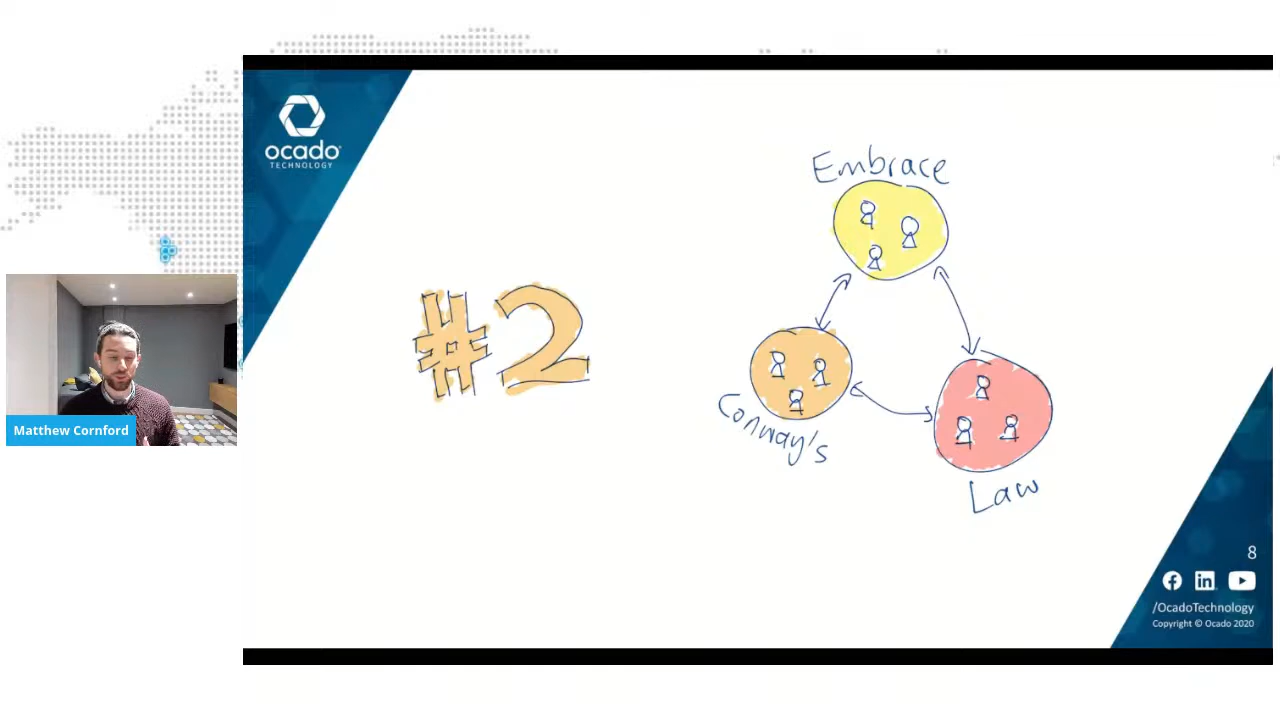 ocado
TECHNOLOGY
Embrace
#2
Conway's
Law
Matthew Cornford
8
/OcadoTechnology
Copyright © Ocado 2020